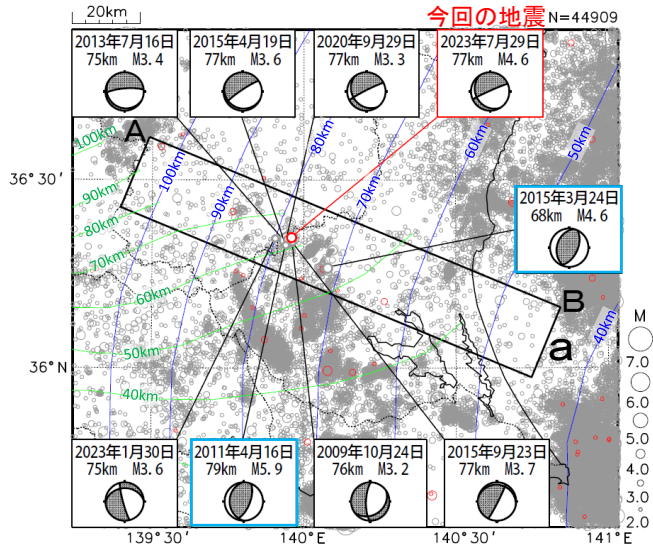 20km
今回の地震 N=44909
2013年7月16日
75km M3.4
2015年4月19日
77km M3.6
2020年9月29日
77km M3.3
2023年7月29日
77km M4.6
100km
90km
80km
70km
60km
50km
40km
A
100km
90km
80km
70km
60km
50km
40km
36°30′
2015年3月24日
68km M4.6
B
a
36°N
M
7.0
6.0
5.0
4.0
3.0
2.0
2023年1月30日
75km M3.6
2011年4月16日
79km M5.9
2009年10月24日
76km M3.2
2015年9月23日
77km M3.7
139°30′
140°E
140°30′
141°E